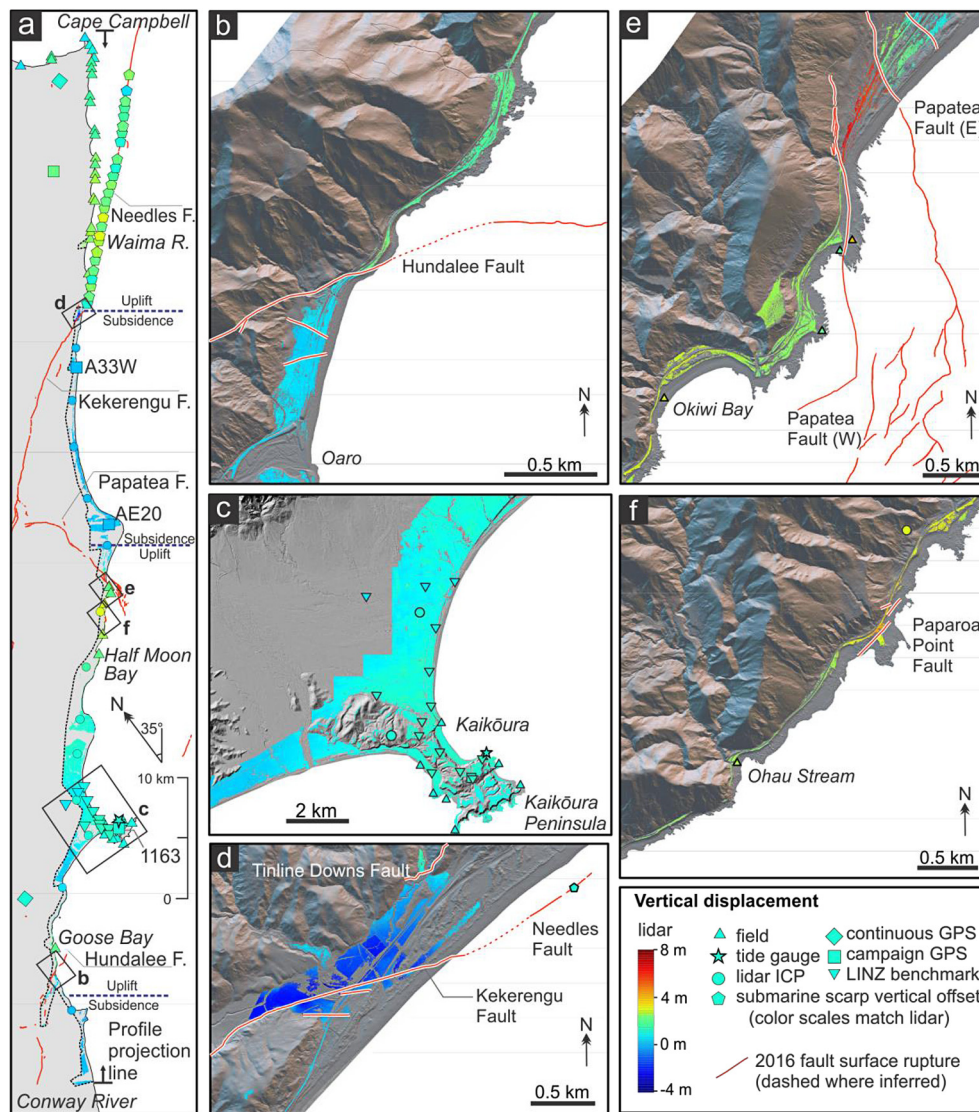 a
Cape Campbell
Needles F.
Waima R.
d
Uplift
Subsidence
A33W
Kekerengu F.
Papatea F.
AE20
Subsidence
Uplift
e
f
Half Moon
Bay
N
35°
10 km
c
1163
0
Goose Bay
Hundalee F.
b
Uplift
Subsidence
Profile
projection
line
Conway River
b
Hundalee Fault
N
Oaro
0.5 km
c
Kaikōura
2 km
Kaikōura
Peninsula
d
Tinline Downs Fault
Needles
Fault
Kekerengu
Fault
N
0.5 km
e
Papatea
Fault (E)
Okiwi Bay
Papatea
Fault (W)
N
0.5 km
f
Paparoa
Point
Fault
Ohau Stream
N
0.5 km
Vertical displacement
lidar
8 m
4 m
0 m
-4 m
field
tide gauge
lidar ICP
continuous GPS
campaign GPS
LINZ benchmark
submarine scarp vertical offset
(color scales match lidar)
2016 fault surface rupture
(dashed where inferred)